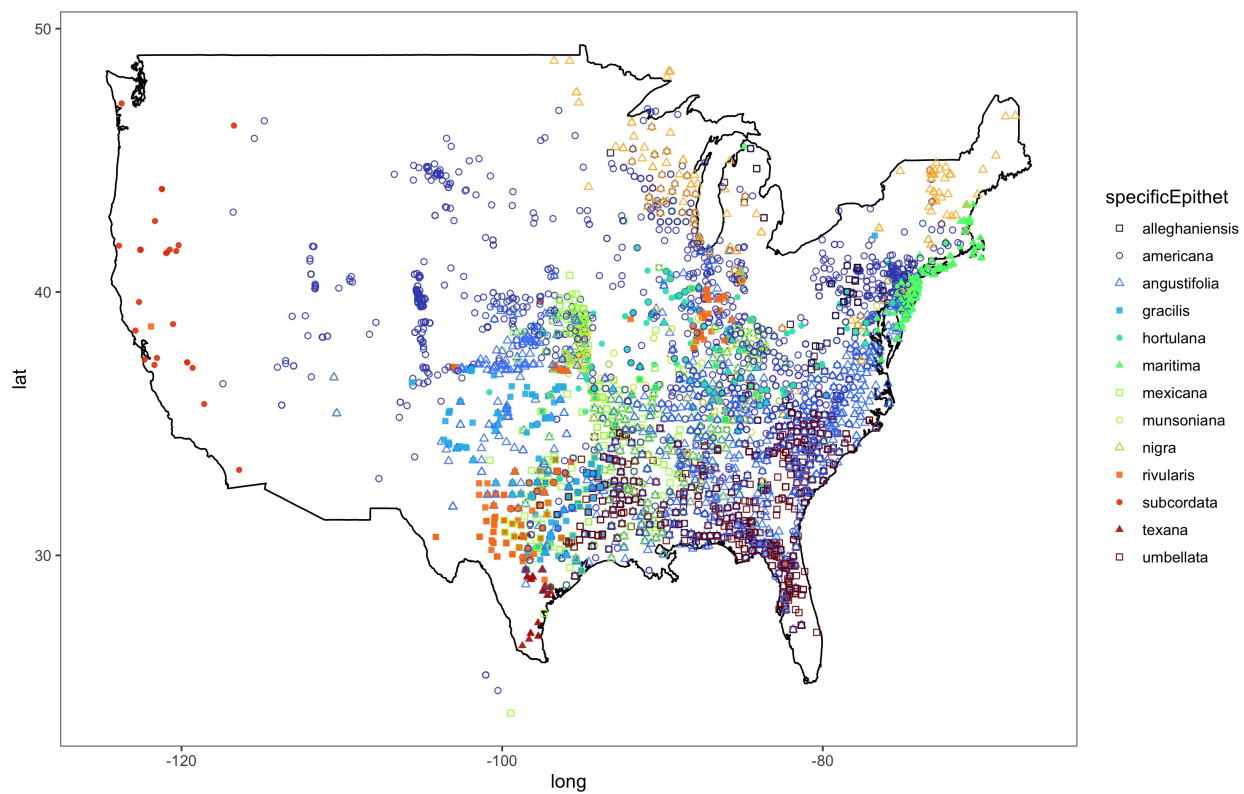 50
40
30
lat
-120
-100
-80
long
specificEpithet
alleghaniensis
americana
angustifolia
gracilis
hortulana
maritima
mexicana
munsoniana
nigra
rivularis
subcordata
texana
umbellata